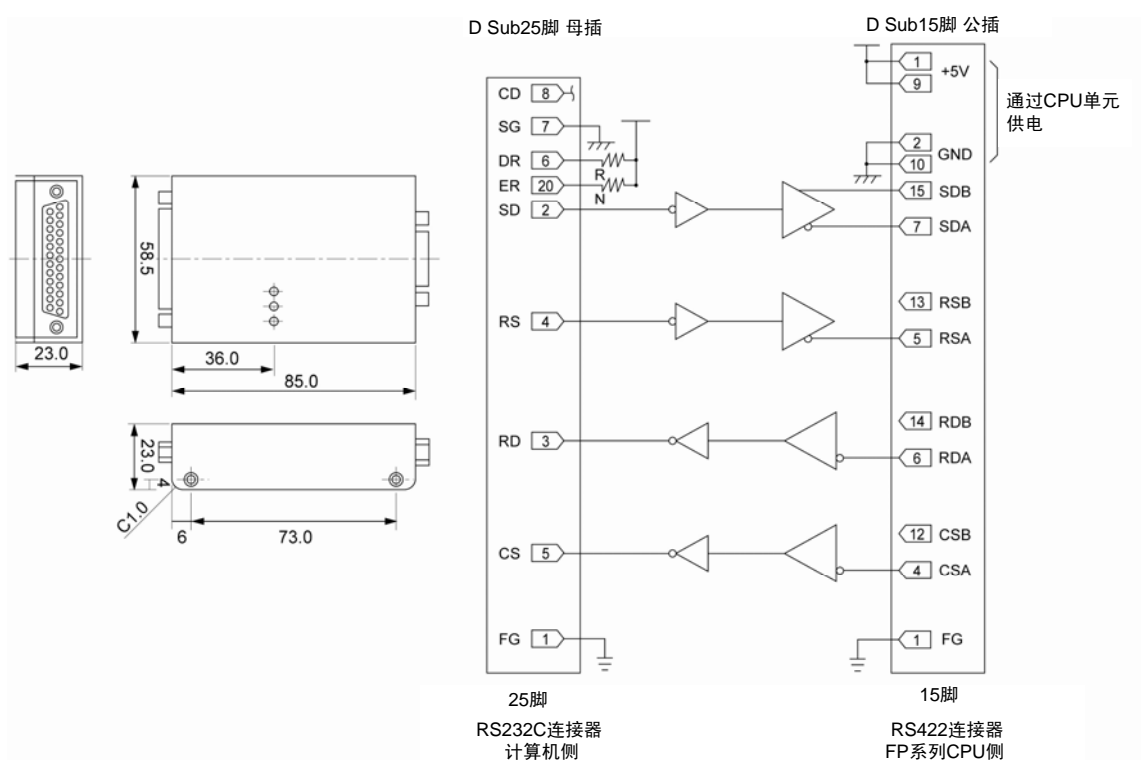 D Sub25脚 母插
D Sub15脚 公插
CD 8
SG 7
DR 6
R
ER 20
N
SD 2
RS 4
RD 3
CS 5
FG 1
1
+5V
9
通过CPU单元
供电
2
GND
10
15 SDB
7 SDA
13 RSB
5 RSA
14 RDB
6 RDA
12 CSB
4 CSA
1 FG
58.5
23.0
36.0
85.0
23.0
4
C1.0
6
73.0
25脚
RS232C连接器
计算机侧
15脚
RS422连接器
FP系列CPU侧